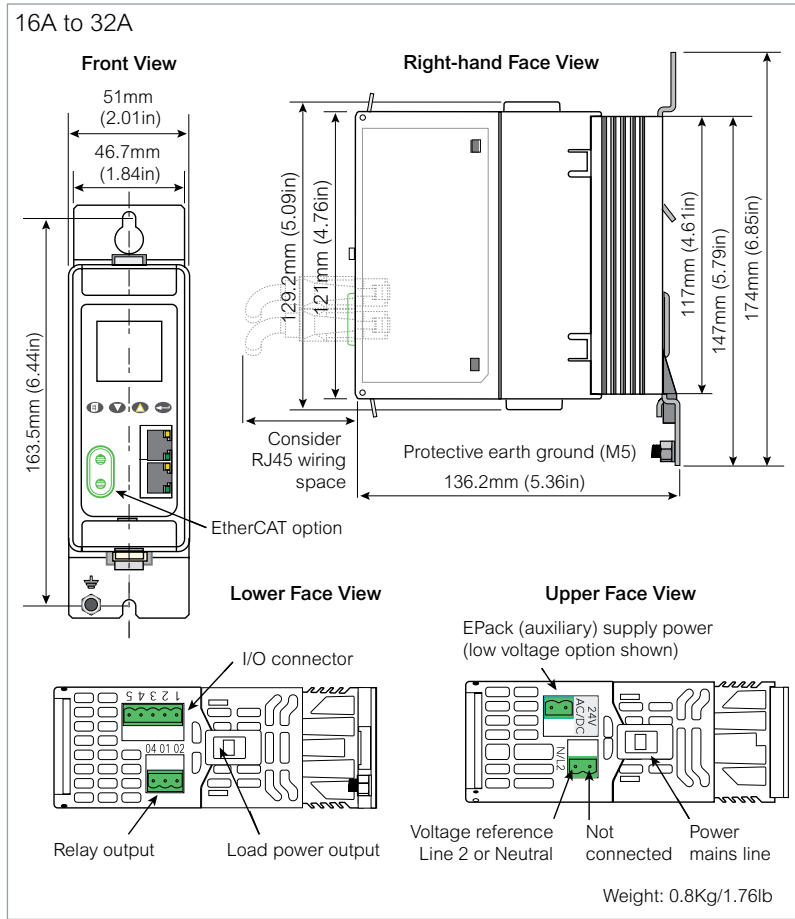 16A to 32A
Front View
Right-hand Face View
51mm
(2.01in)
46.7mm
(1.84in)
163.5mm (6.44in)
129.2mm (5.09in)
121mm (4.76in)
117mm (4.61in)
147mm (5.79in)
174mm (6.85in)
Consider
RJ45 wiring
space
Protective earth ground (M5)
136.2mm (5.36in)
EtherCAT option
Lower Face View
Upper Face View
EPack (auxiliary) supply power
(low voltage option shown)
I/O connector
5 4 3 2 1
04 01 02
24V
AC/DC
N/L2
Relay output
Load power output
Voltage reference
Line 2 or Neutral
Not
connected
Power
mains line
Weight: 0.8Kg/1.76lb